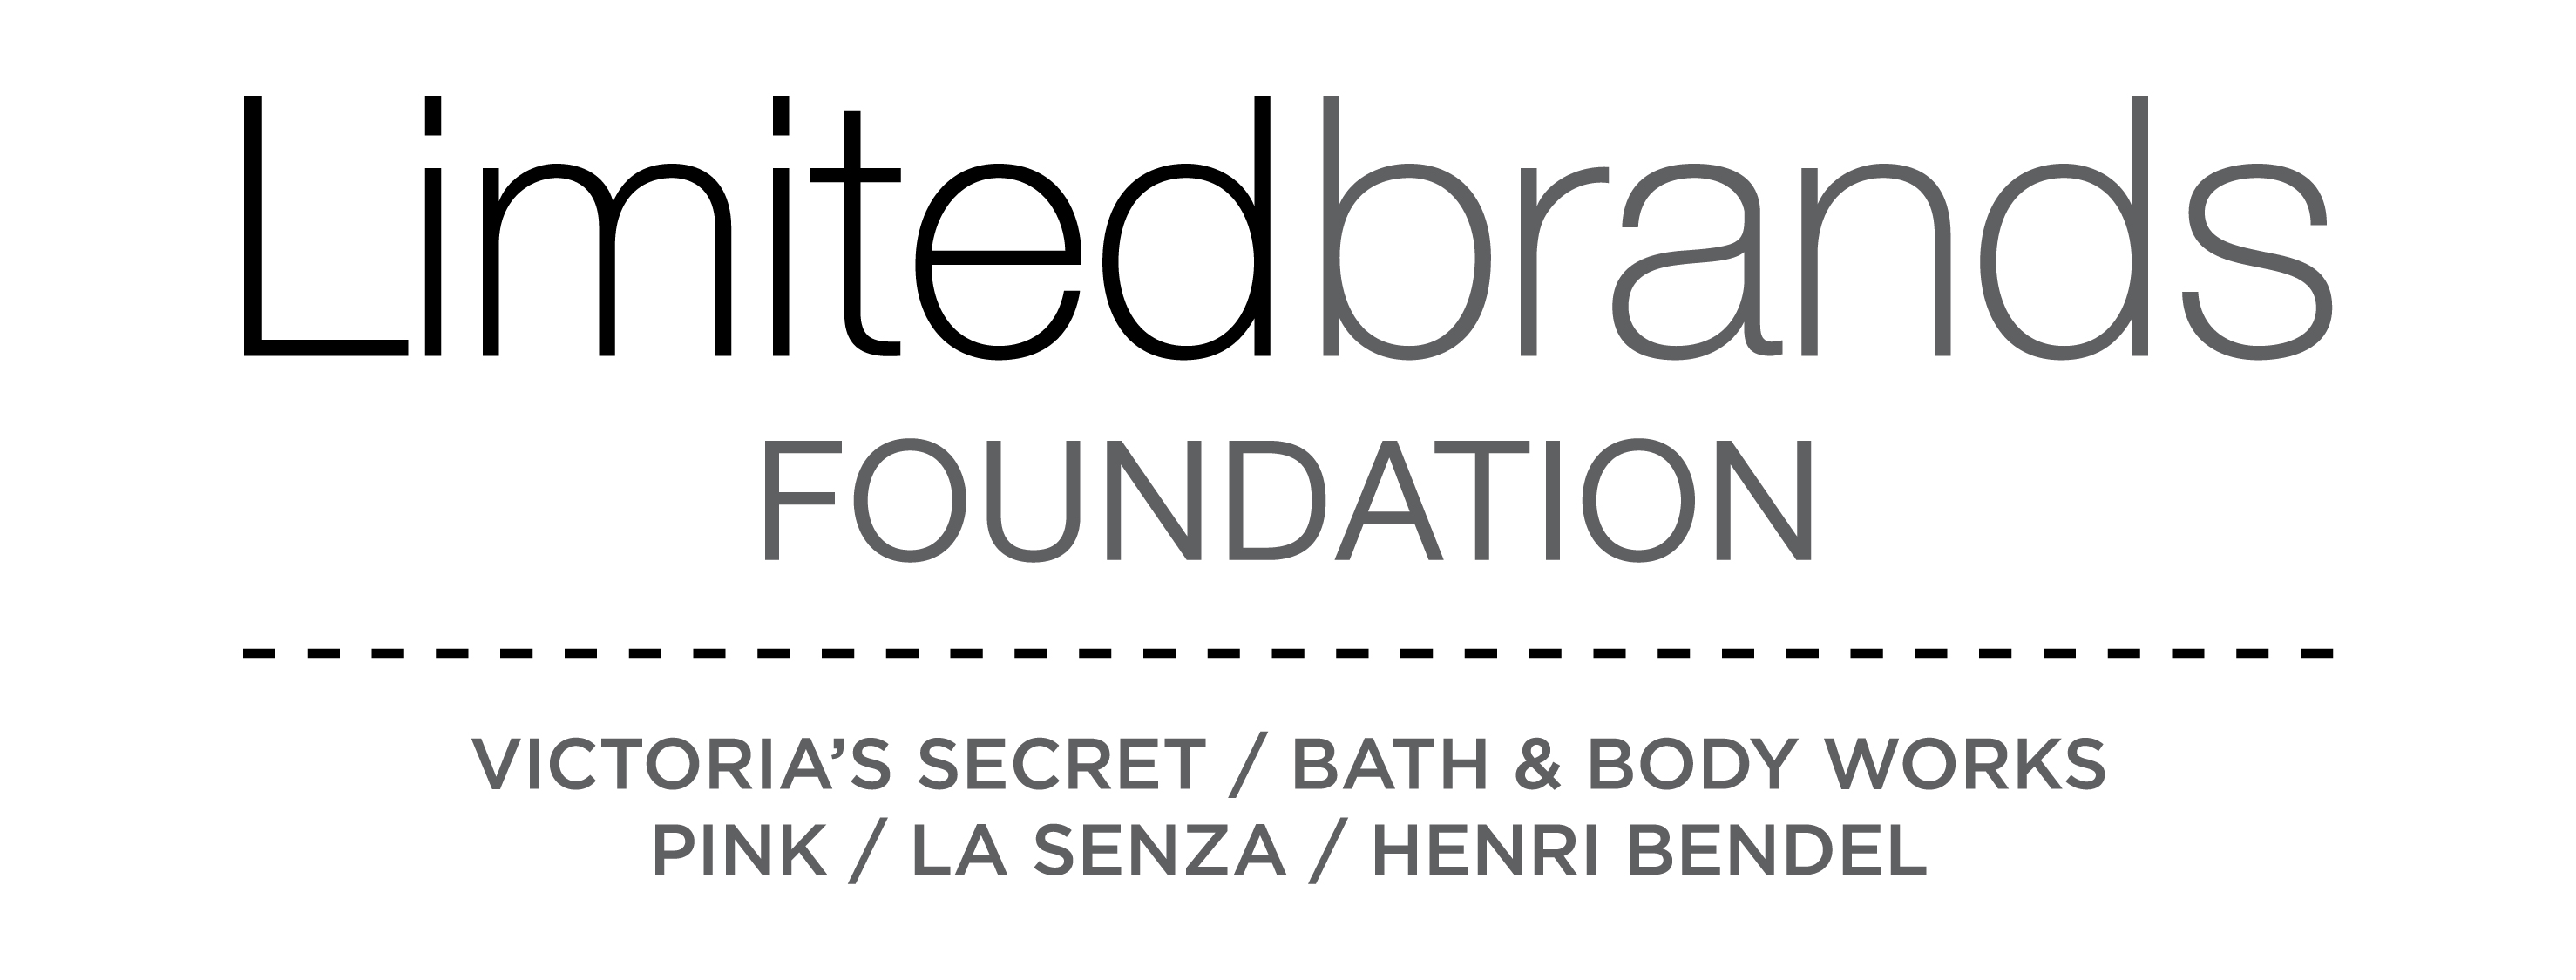 Limitedbrands
FOUNDATION
VICTORIA’S SECRET / BATH & BODY WORKS
PINK / LA SENZA / HENRI BENDEL